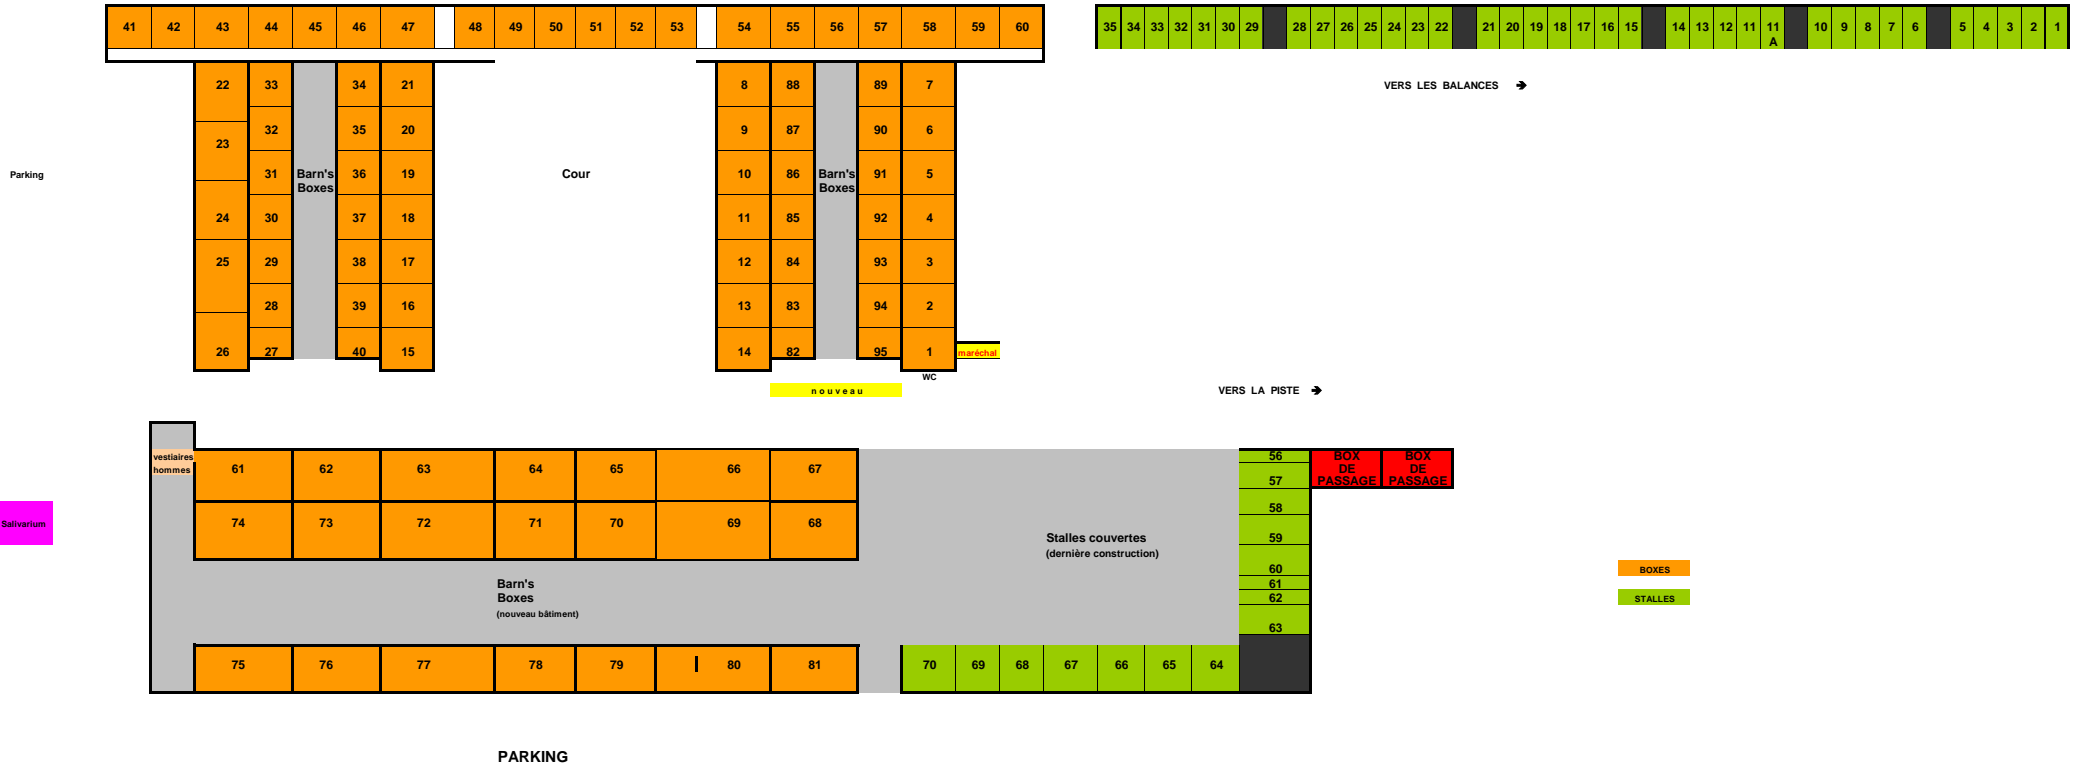 41 42 43 44 45 46 47 48 49 50 51 52 53 54 55 56 57 58 59 60
35 34 33 32 31 30 29 28 27 26 25 24 23 22 21 20 19 18 17 16 15 14 13 12 11 11 10 9 8 7 6 5 4 3 2 1
A
22 33 34 21 8 88 89 7 VERS LES BALANCES →
32 35 20 9 87 90 6
23
Parking 31 Barn's 36 19 Cour 10 86 Barn's 91 5
Boxes Boxes
24 30 37 18 11 85 92 4
25 29 38 17 12 84 93 3
28 39 16 13 83 94 2
26 27 40 15 14 82 95 1 maréchal
WC
nouveau VERS LA PISTE →
vestiaires
hommes
61 62 63 64 65 66 67
56 BOX BOX
DE DE
57 PASSAGE PASSAGE
58
Salivarium 74 73 72 71 70 69 68
Stalles couvertes 59
(dernière construction)
60 BOXES
Barn's 61
Boxes 62 STALLES
(nouveau bâtiment)
63
75 76 77 78 79 80 81 70 69 68 67 66 65 64
PARKING